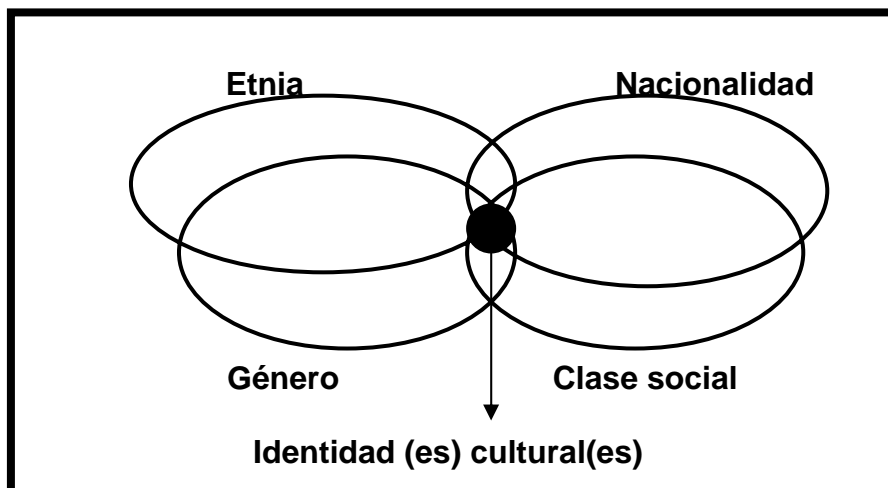 Etnia
Nacionalidad
Género
Clase social
Identidad (es) cultural(es)